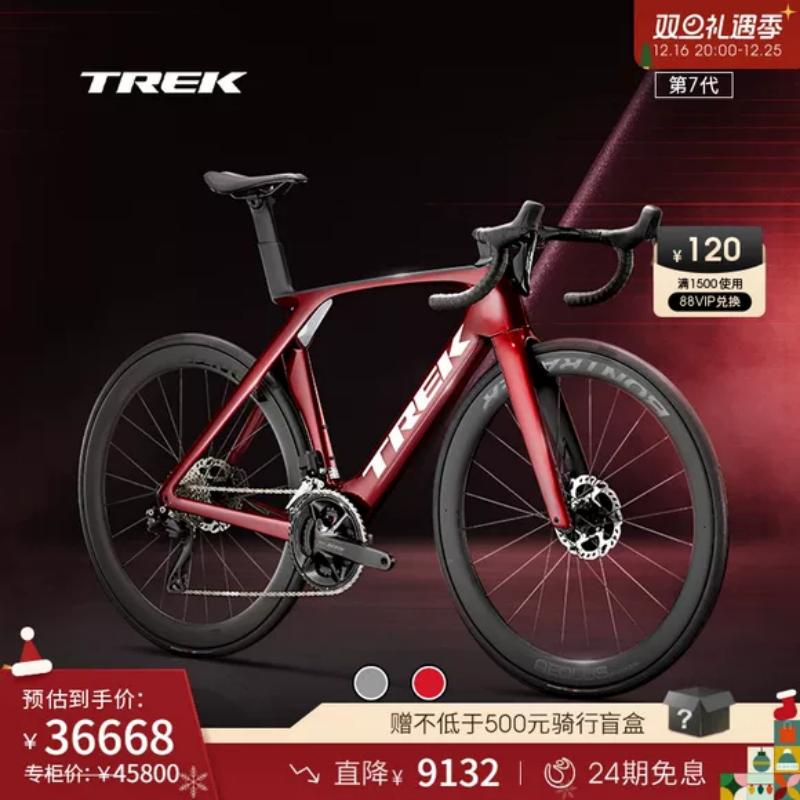 双旦礼遇季
12.16 20:00-12.25
TREK
第7代
¥120
满1500使用
88VIP兑换
TREK
BONTRAGER
AEOLUS
预估到手价：
¥36668
专柜价：¥45800
赠不低于500元骑行盲盒
?
直降¥ 9132 | 24期免息